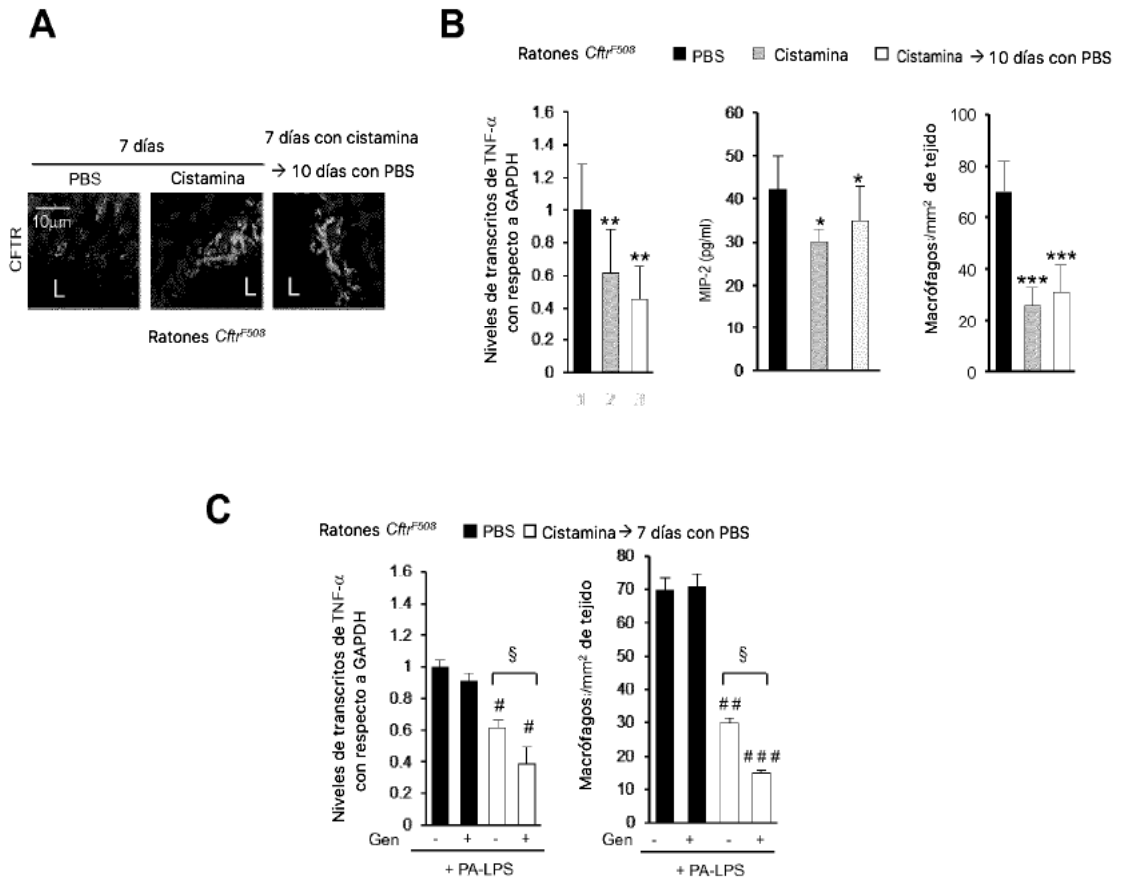 A
7 días
7 días con cistamina
→ 10 días con PBS
PBS
Cistamina
10µm
CFTR
L
L
L
Ratones CftrF508
B
Ratones CftrF508
PBS
Cistamina
Cistamina → 10 días con PBS
Niveles de transcritos de TNF-α
con respecto a GAPDH
1.6
1.4
1.2
1
0.8
0.6
0.4
0.2
0
**
**
1 2 3
MIP-2 (pg/ml)
60
50
40
30
20
10
0
*
*
Macrófagos:/mm² de tejido
100
80
60
40
20
0
***
***
C
Ratones CftrF508
PBS
Cistamina → 7 días con PBS
Niveles de transcritos de TNF-α
con respecto a GAPDH
1.6
1.4
1.2
1
0.8
0.6
0.4
0.2
0
§
#
#
Gen - + - +
+ PA-LPS
Macrófagos:/mm² de tejido
80
70
60
50
40
30
20
10
0
§
##
###
Gen - + - +
+ PA-LPS